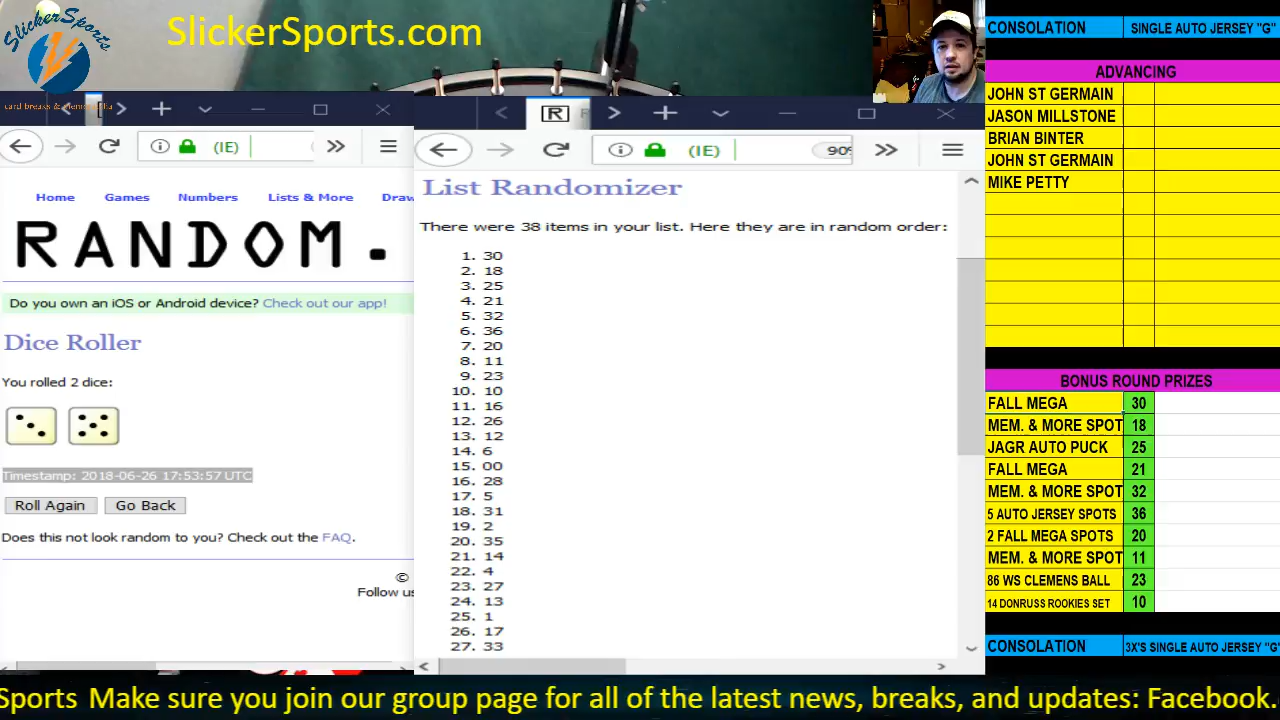 SlickerSports
card breaks & memorabilia
SlickerSports.com
(IE)
Home Games Numbers Lists & More Draw
RANDOM.
Do you own an iOS or Android device? Check out our app!
Dice Roller
You rolled 2 dice:
Timestamp: 2018-06-26 17:53:57 UTC
Roll Again Go Back
Does this not look random to you? Check out the FAQ.
©
Follow us
R
(IE) 90%
List Randomizer
There were 38 items in your list. Here they are in random order:
1. 30
2. 18
3. 25
4. 21
5. 32
6. 36
7. 20
8. 11
9. 23
10. 10
11. 16
12. 26
13. 12
14. 6
15. 00
16. 28
17. 5
18. 31
19. 2
20. 35
21. 14
22. 4
23. 27
24. 13
25. 1
26. 17
27. 33
CONSOLATION SINGLE AUTO JERSEY "G"
ADVANCING
JOHN ST GERMAIN
JASON MILLSTONE
BRIAN BINTER
JOHN ST GERMAIN
MIKE PETTY
BONUS ROUND PRIZES
FALL MEGA 30
MEM. & MORE SPOT 18
JAGR AUTO PUCK 25
FALL MEGA 21
MEM. & MORE SPOT 32
5 AUTO JERSEY SPOTS 36
2 FALL MEGA SPOTS 20
MEM. & MORE SPOT 11
86 WS CLEMENS BALL 23
14 DONRUSS ROOKIES SET 10
CONSOLATION 3X'S SINGLE AUTO JERSEY "G"
Sports Make sure you join our group page for all of the latest news, breaks, and updates: Facebook.